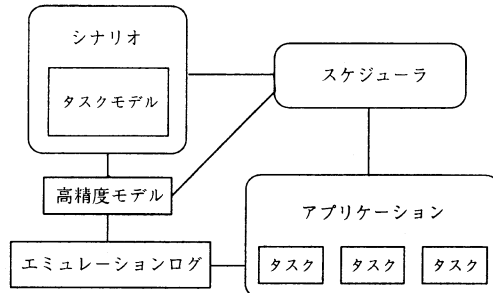 シナリオ
タスクモデル
スケジューラ
高精度モデル
エミュレーションログ
アプリケーション
タスク
タスク
タスク